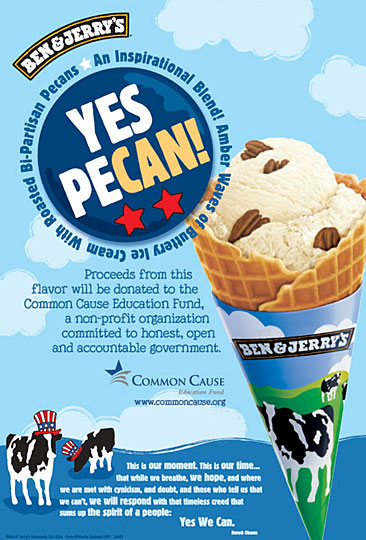 BEN & JERRY'S
An Inspirational Blend! Amber Waves of Buttery Ice Cream With Roasted Bi-Partisan Pecans
YES
PECAN!
Proceeds from this
flavor will be donated to the
Common Cause Education Fund,
a non-profit organization
committed to honest, open
and accountable government.
COMMON CAUSE
Education Fund
www.commoncause.org
BEN & JERRY'S
This is our moment. This is our time...
that while we breathe, we hope, and where
we are met with cynicism, and doubt, and those who tell us that
we can't, we will respond with that timeless creed that
sums up the spirit of a people:
Yes We Can.
Barack Obama